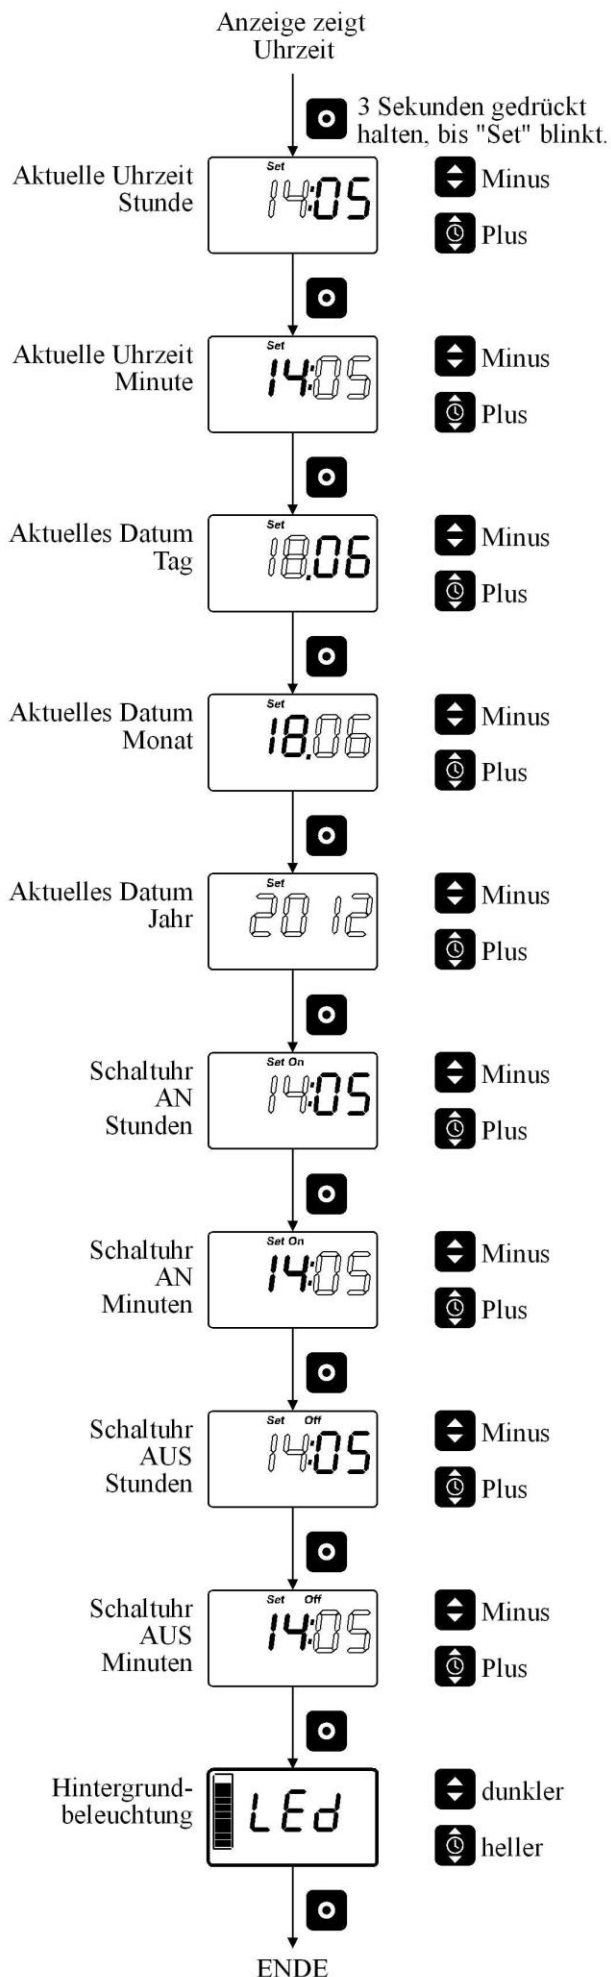 Anzeige zeigt
Uhrzeit
3 Sekunden gedrückt
halten, bis "Set" blinkt.
Aktuelle Uhrzeit
Stunde
Set
14:05
Minus
Plus
Aktuelle Uhrzeit
Minute
Set
14:05
Minus
Plus
Aktuelles Datum
Tag
Set
18.06
Minus
Plus
Aktuelles Datum
Monat
Set
18.06
Minus
Plus
Aktuelles Datum
Jahr
Set
2012
Minus
Plus
Schaltuhr
AN
Stunden
Set On
14:05
Minus
Plus
Schaltuhr
AN
Minuten
Set On
14:05
Minus
Plus
Schaltuhr
AUS
Stunden
Set Off
14:05
Minus
Plus
Schaltuhr
AUS
Minuten
Set Off
14:05
Minus
Plus
Hintergrund-
beleuchtung
LEd
dunkler
heller
ENDE